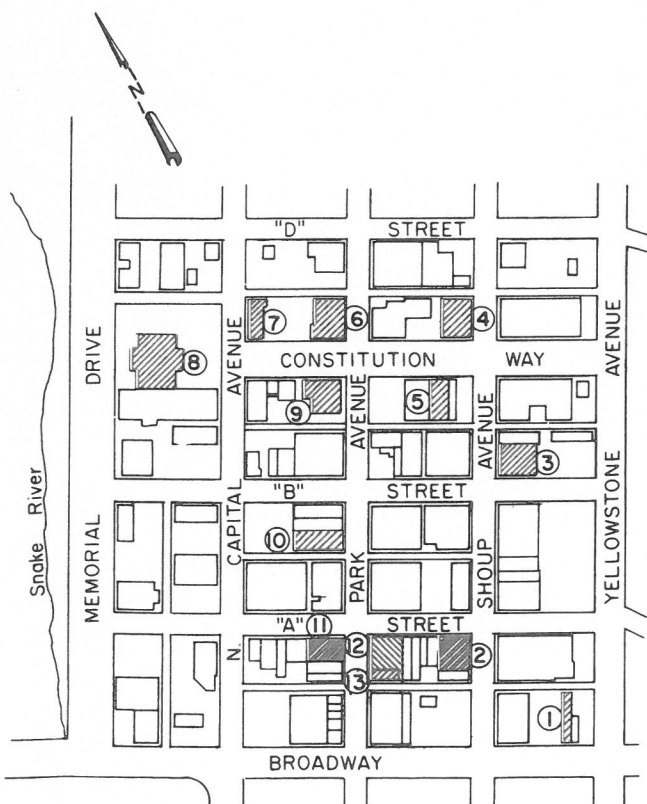 N
"D" STREET
7
6
4
8
CONSTITUTION WAY
9
5
3
"B" STREET
10
"A" 11 STREET
12
2
13
1
BROADWAY
Snake River
MEMORIAL DRIVE
N. CAPITAL AVENUE
PARK AVENUE
SHOUP AVENUE
YELLOWSTONE AVENUE